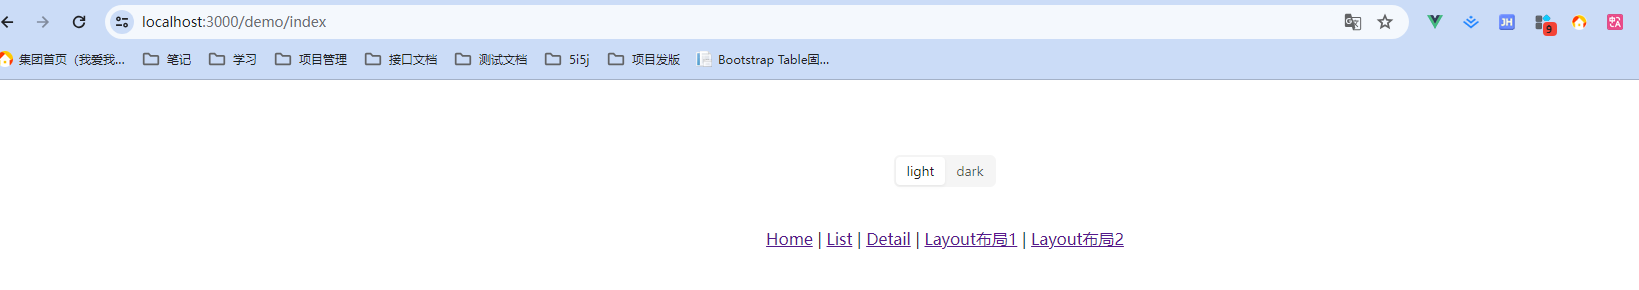 localhost:3000/demo/index
JH
9
集团首页（我爱我... 笔记 学习 项目管理 接口文档 测试文档 5i5j 项目发版 Bootstrap Table固...
light dark
Home | List | Detail | Layout布局1 | Layout布局2